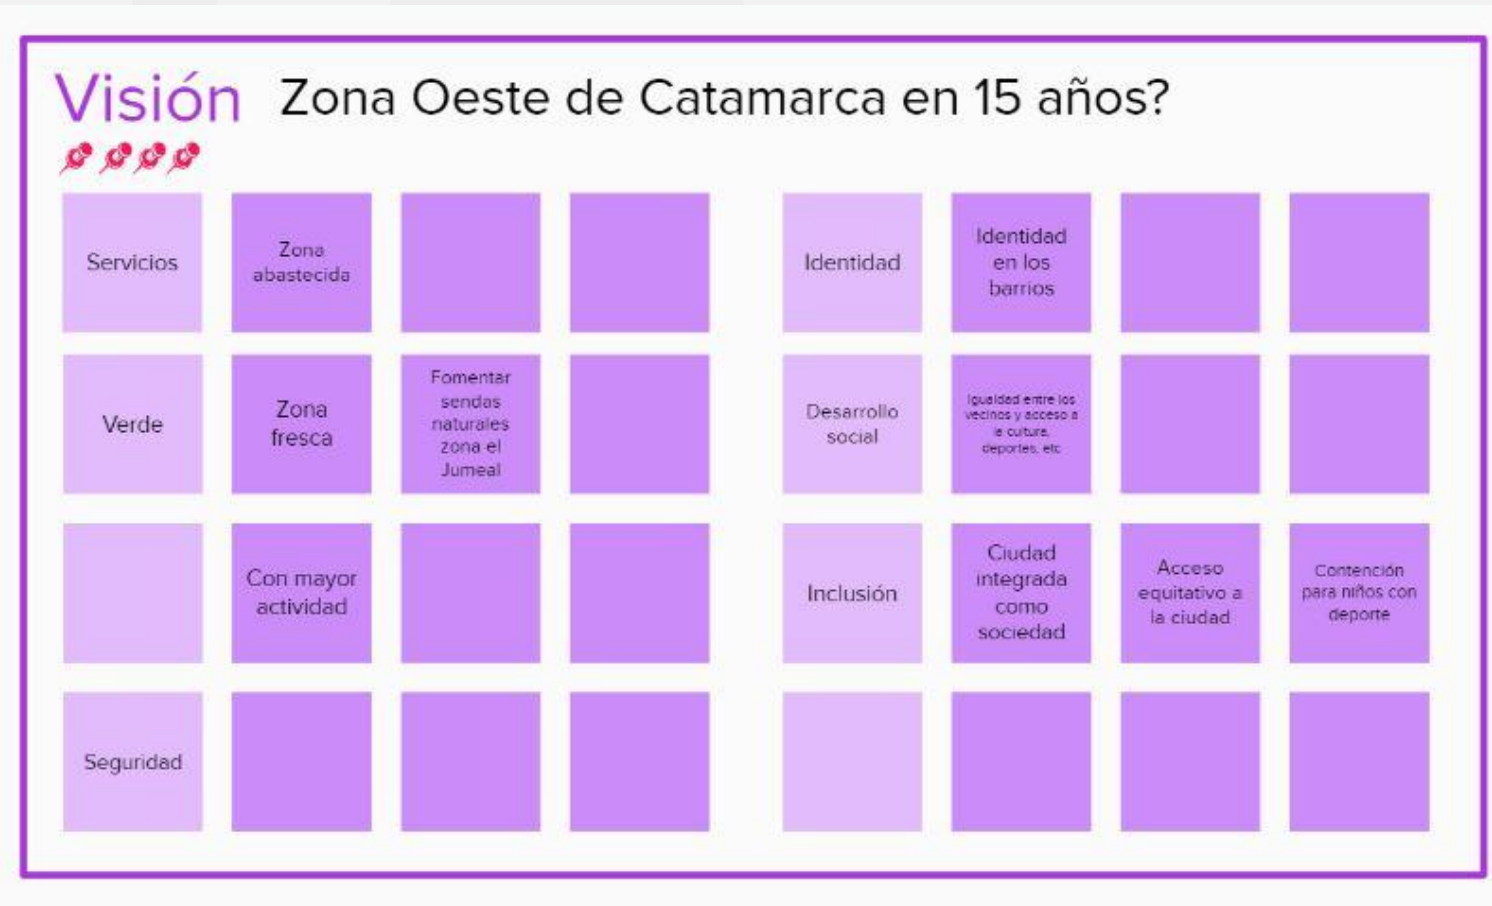 Visión Zona Oeste de Catamarca en 15 años?
Servicios
Zona
abastecida
Identidad
Identidad
en los
barrios
Verde
Zona
fresca
Fomentar
sendas
naturales
zona el
Jumeal
Desarrollo
social
Igualdad entre los
vecinos y acceso a
la cultura,
deportes, etc
Con mayor
actividad
Inclusión
Ciudad
integrada
como
sociedad
Acceso
equitativo a
la ciudad
Contención
para niños con
deporte
Seguridad